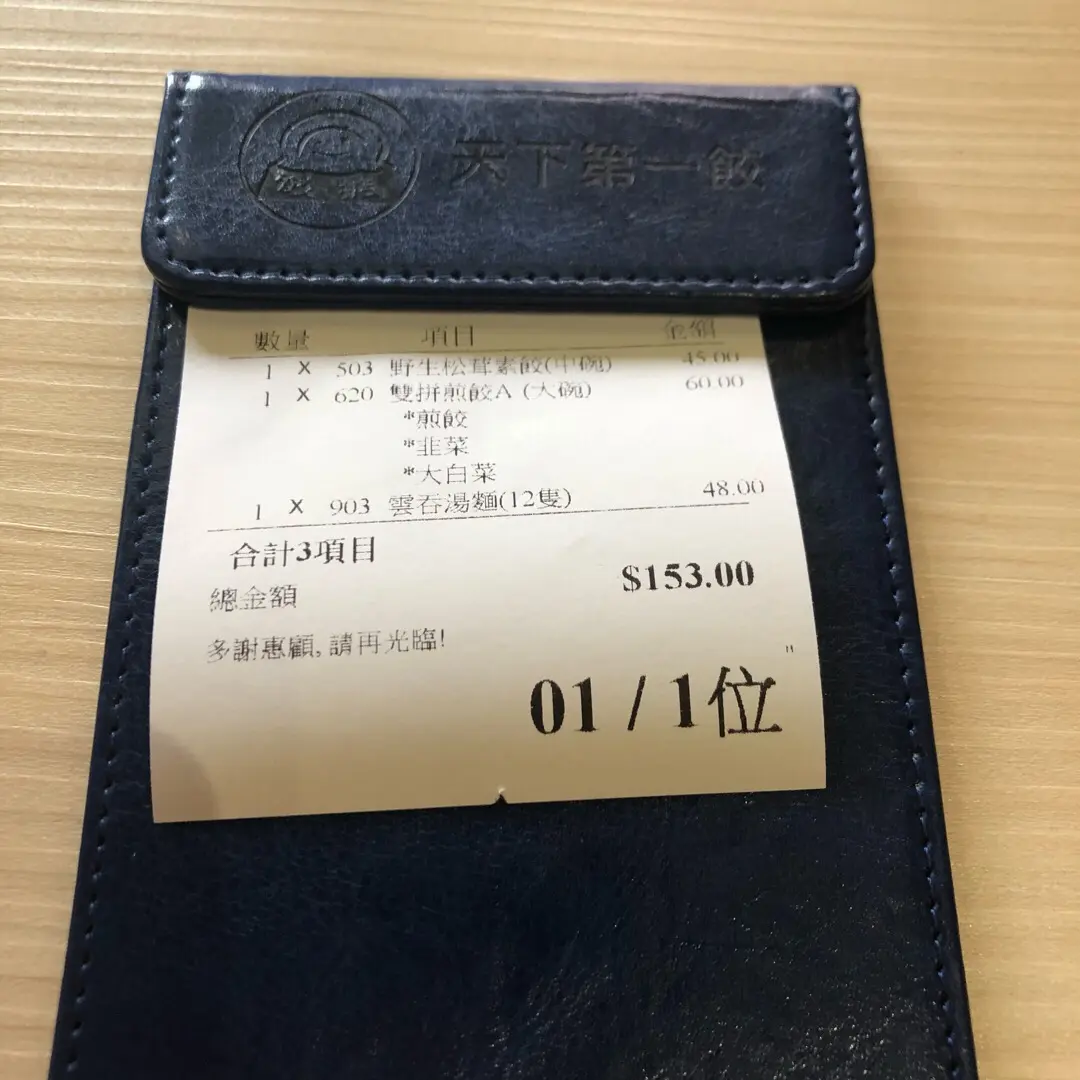 天下第一餃
數量 項目 金額
1 X 503 野生松茸素餃(中碗) 45.00
1 X 620 雙拼煎餃A (大碗) 60.00
*煎餃
*韭菜
*大白菜
1 X 903 雲吞湯麵(12隻) 48.00
合計3項目
總金額 $153.00
多謝惠顧, 請再光臨!
"
01 / 1位